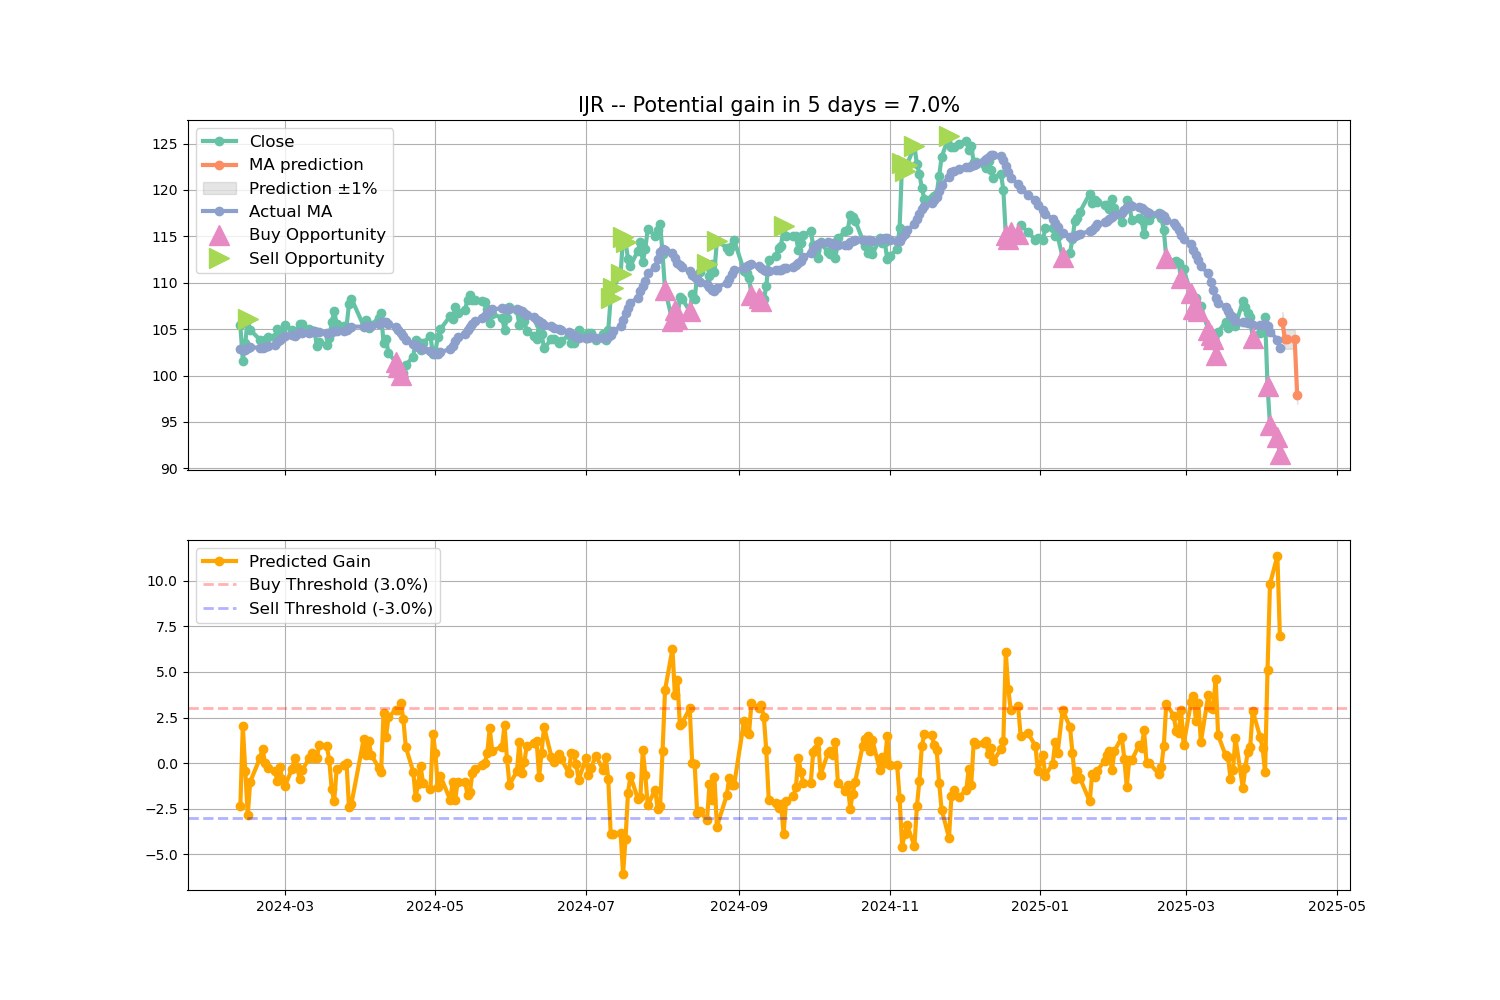 IJR -- Potential gain in 5 days = 7.0%
Close
MA prediction
Prediction ±1%
Actual MA
Buy Opportunity
Sell Opportunity
125
120
115
110
105
100
95
90
Predicted Gain
Buy Threshold (3.0%)
Sell Threshold (-3.0%)
10.0
7.5
5.0
2.5
0.0
−2.5
−5.0
2024-03 2024-05 2024-07 2024-09 2024-11 2025-01 2025-03 2025-05